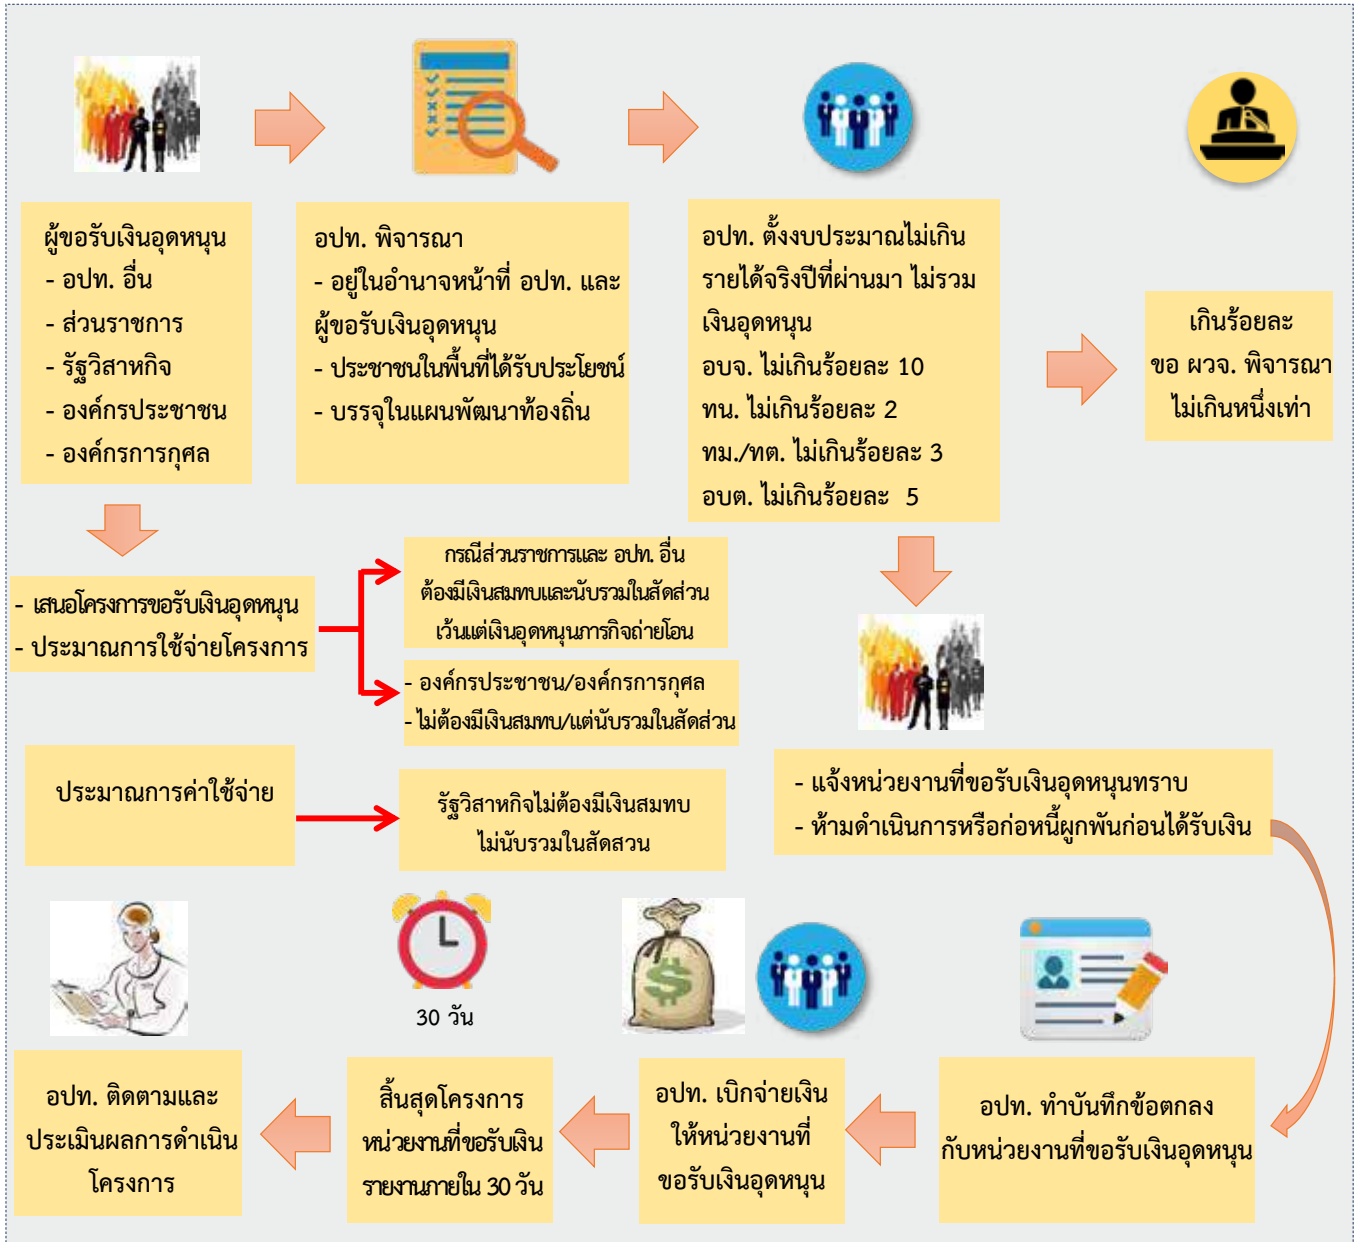 ผู้ขอรับเงินอุดหนุน
- อปท. อื่น
- ส่วนราชการ
- รัฐวิสาหกิจ
- องค์กรประชาชน
- องค์กรการกุศล
อปท. พิจารณา
- อยู่ในอำนาจหน้าที่ อปท. และ
ผู้ขอรับเงินอุดหนุน
- ประชาชนในพื้นที่ได้รับประโยชน์
- บรรจุในแผนพัฒนาท้องถิ่น
อปท. ตั้งงบประมาณไม่เกิน
รายได้จริงปีที่ผ่านมา ไม่รวม
เงินอุดหนุน
อบจ. ไม่เกินร้อยละ 10
ทน. ไม่เกินร้อยละ 2
ทม./ทต. ไม่เกินร้อยละ 3
อบต. ไม่เกินร้อยละ 5
เกินร้อยละ
ขอ ผวจ. พิจารณา
ไม่เกินหนึ่งเท่า
- เสนอโครงการขอรับเงินอุดหนุน
- ประมาณการใช้จ่ายโครงการ
กรณีส่วนราชการและ อปท. อื่น
ต้องมีเงินสมทบและนับรวมในสัดส่วน
เว้นแต่เงินอุดหนุนภารกิจถ่ายโอน
- องค์กรประชาชน/องค์กรการกุศล
- ไม่ต้องมีเงินสมทบ/แต่นับรวมในสัดส่วน
ประมาณการค่าใช้จ่าย
รัฐวิสาหกิจไม่ต้องมีเงินสมทบ
ไม่นับรวมในสัดสวน
- แจ้งหน่วยงานที่ขอรับเงินอุดหนุนทราบ
- ห้ามดำเนินการหรือก่อหนี้ผูกพันก่อนได้รับเงิน
อปท. ทำบันทึกข้อตกลง
กับหน่วยงานที่ขอรับเงินอุดหนุน
อปท. เบิกจ่ายเงิน
ให้หน่วยงานที่
ขอรับเงินอุดหนุน
30 วัน
สิ้นสุดโครงการ
หน่วยงานที่ขอรับเงิน
รายงานภายใน 30 วัน
อปท. ติดตามและ
ประเมินผลการดำเนิน
โครงการ